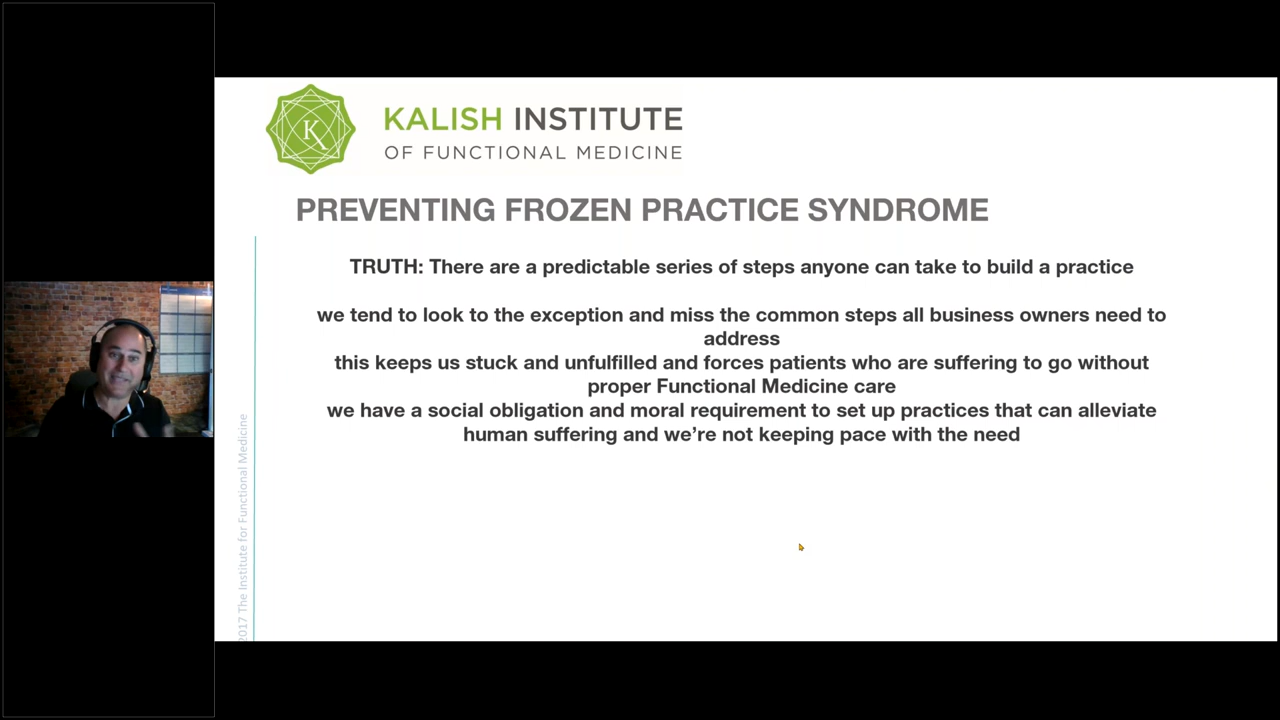 K
KALISH INSTITUTE
OF FUNCTIONAL MEDICINE
PREVENTING FROZEN PRACTICE SYNDROME
TRUTH: There are a predictable series of steps anyone can take to build a practice
we tend to look to the exception and miss the common steps all business owners need to
address
this keeps us stuck and unfulfilled and forces patients who are suffering to go without
proper Functional Medicine care
we have a social obligation and moral requirement to set up practices that can alleviate
human suffering and we’re not keeping pace with the need
2017 The Institute for Functional Medicine